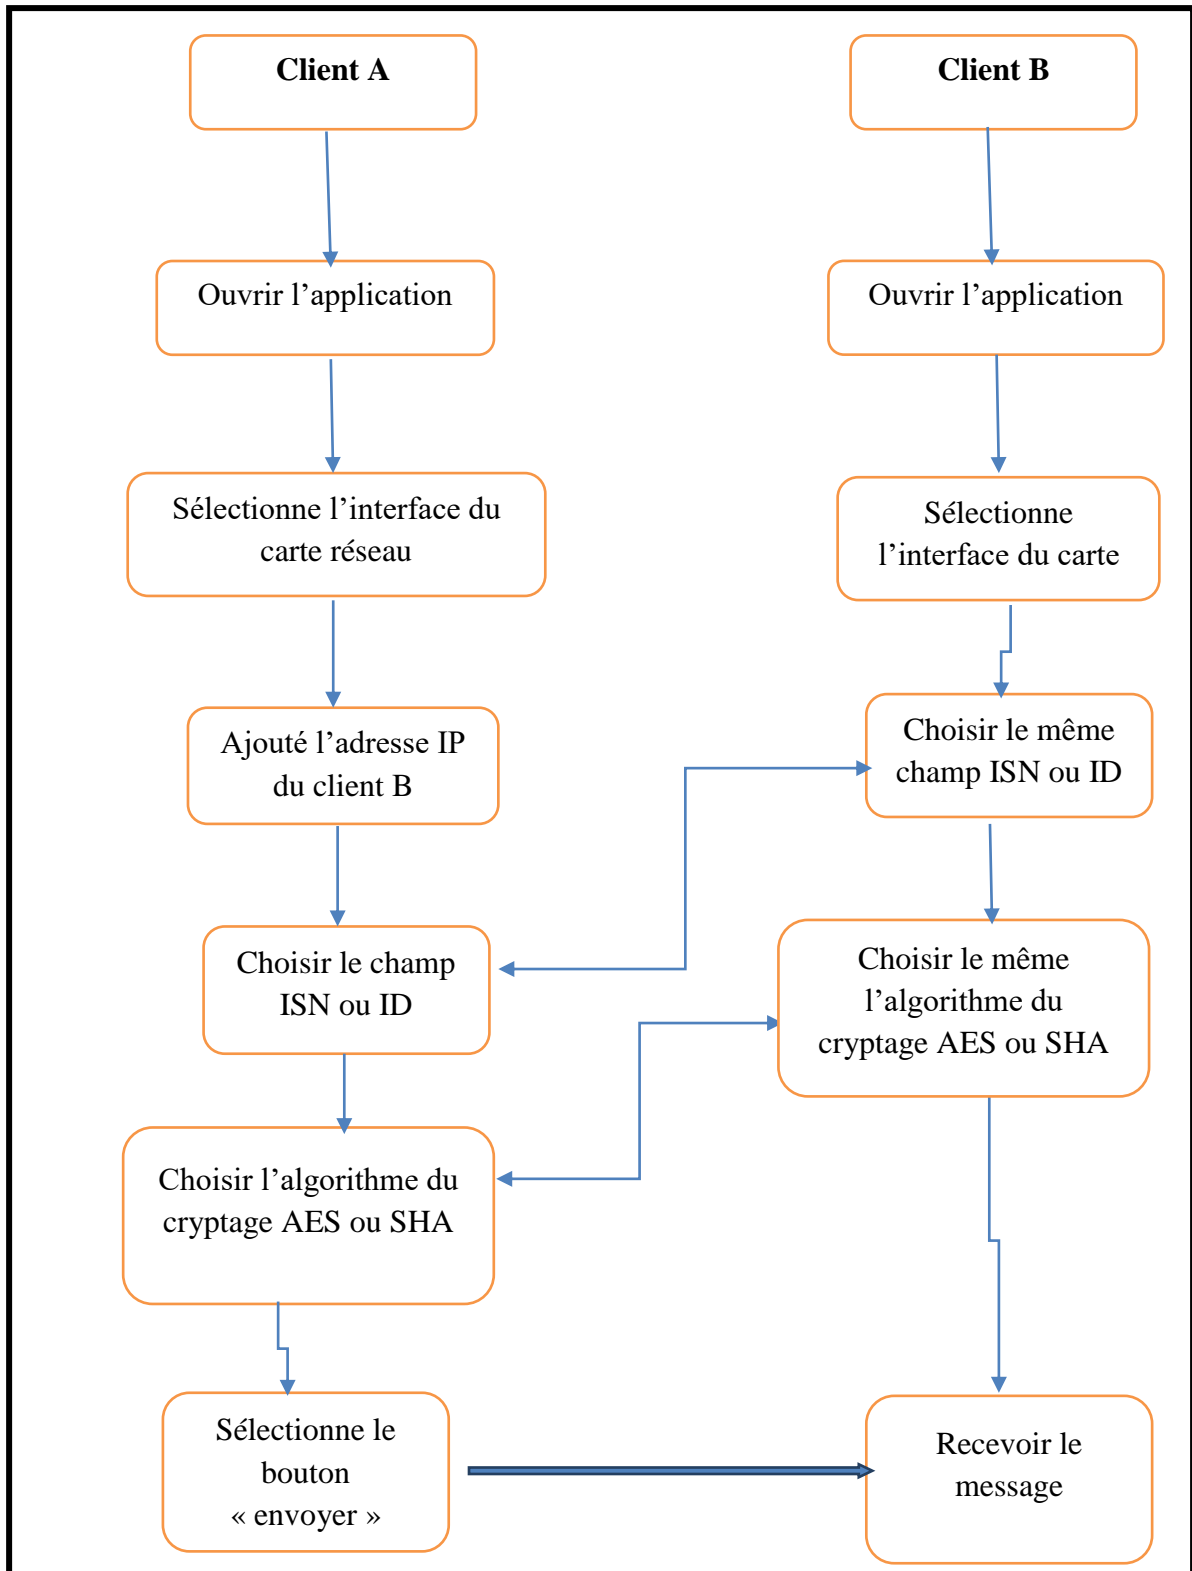 Client A
Client B
Ouvrir l’application
Ouvrir l’application
Sélectionne l’interface du
carte réseau
Sélectionne
l’interface du carte
Ajouté l’adresse IP
du client B
Choisir le même
champ ISN ou ID
Choisir le champ
ISN ou ID
Choisir le même
l’algorithme du
cryptage AES ou SHA
Choisir l’algorithme du
cryptage AES ou SHA
Sélectionne le
bouton
« envoyer »
Recevoir le
message